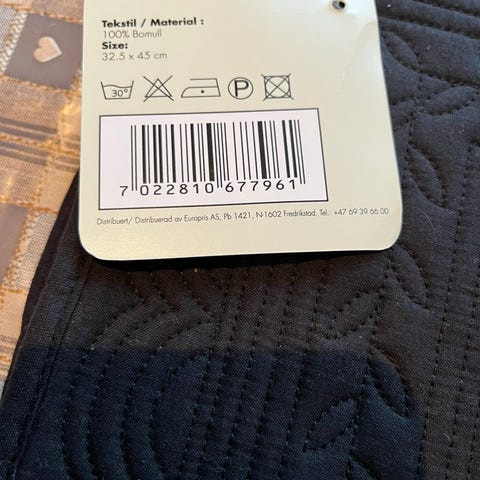 Tekstil / Material :
100% Bomull
Size:
32.5 x 45 cm
30°
P
7 022810 677961
Distribuert/ Distribuerad av Europris AS, Pb 1421, N-1602 Fredrikstad. Tel.: +47 69 39 66 00